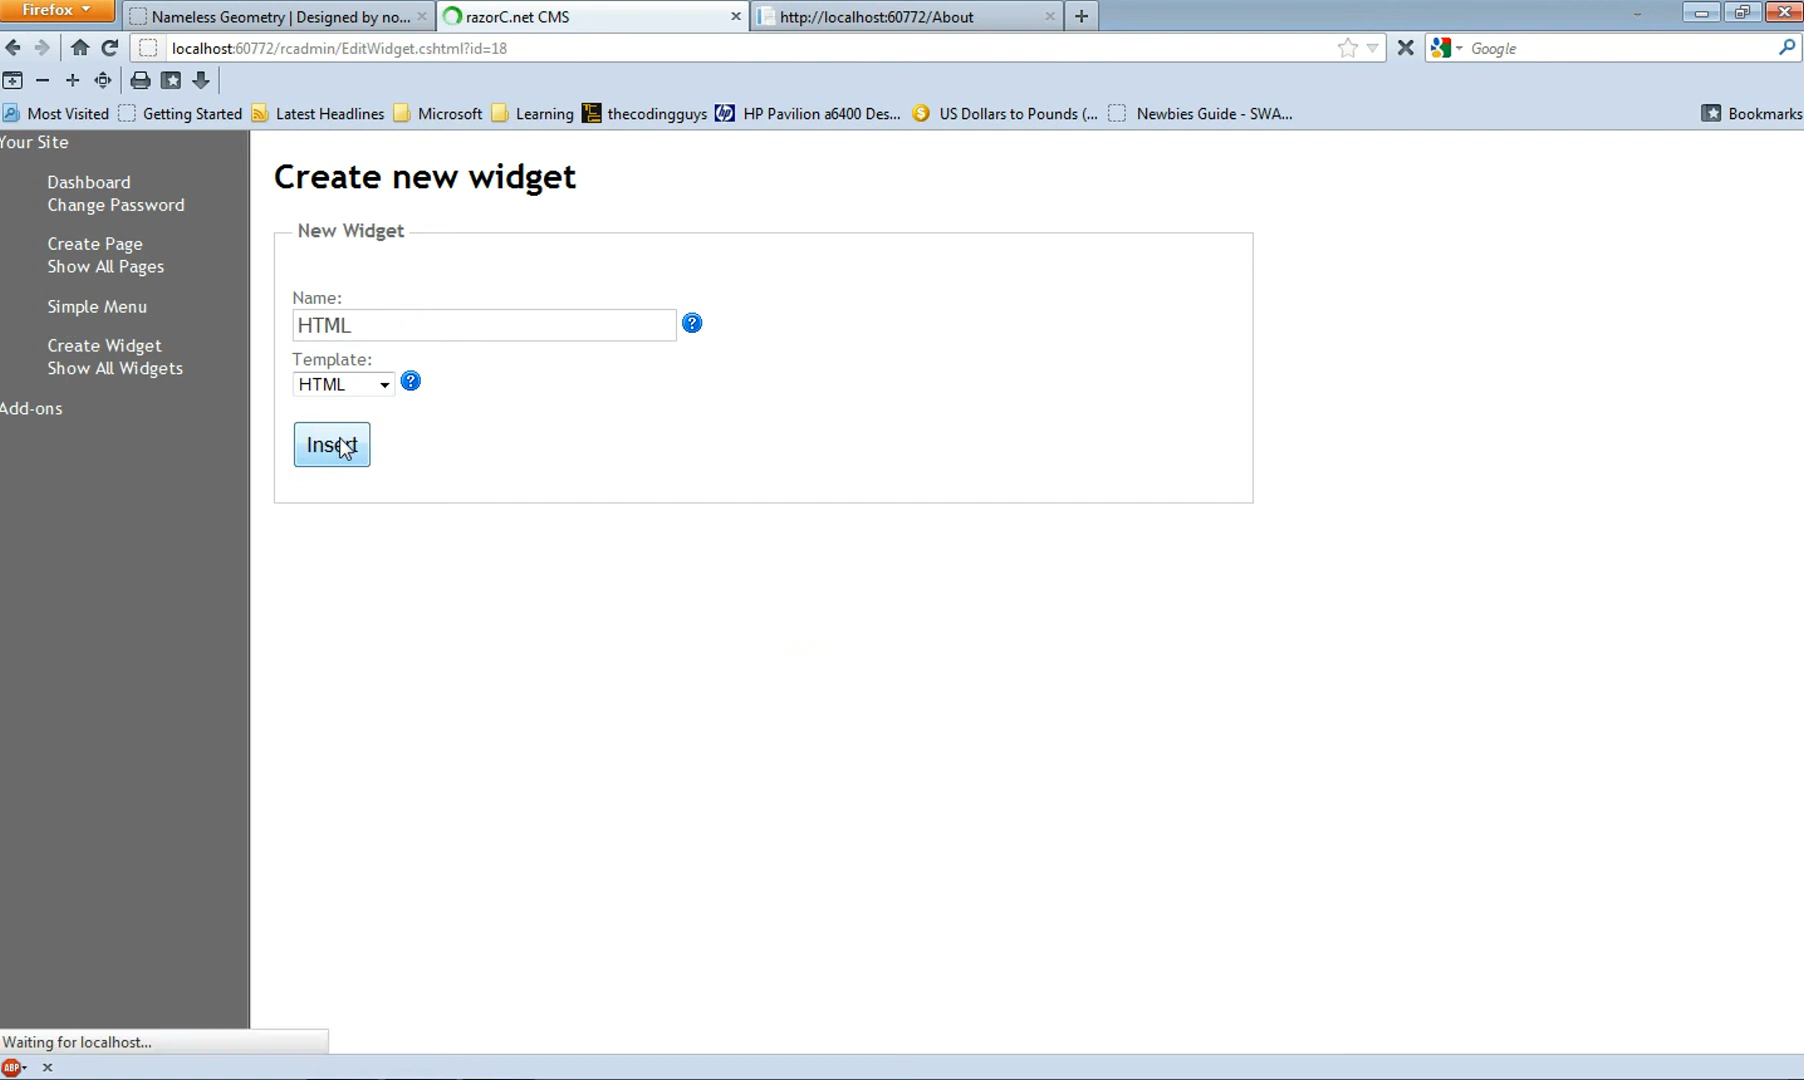 Firefox
Nameless Geometry | Designed by no...
razorC.net CMS
http://localhost:60772/About
localhost:60772/rcadmin/EditWidget.cshtml?id=18
Google
Most Visited
Getting Started
Latest Headlines
Microsoft
Learning
thecodingguys
HP Pavilion a6400 Des...
US Dollars to Pounds (...
Newbies Guide - SWA...
Bookmarks
Your Site
Dashboard
Change Password
Create Page
Show All Pages
Simple Menu
Create Widget
Show All Widgets
Add-ons
Create new widget
New Widget
Name:
HTML
?
Template:
HTML
?
Insert
Waiting for localhost...
ABP